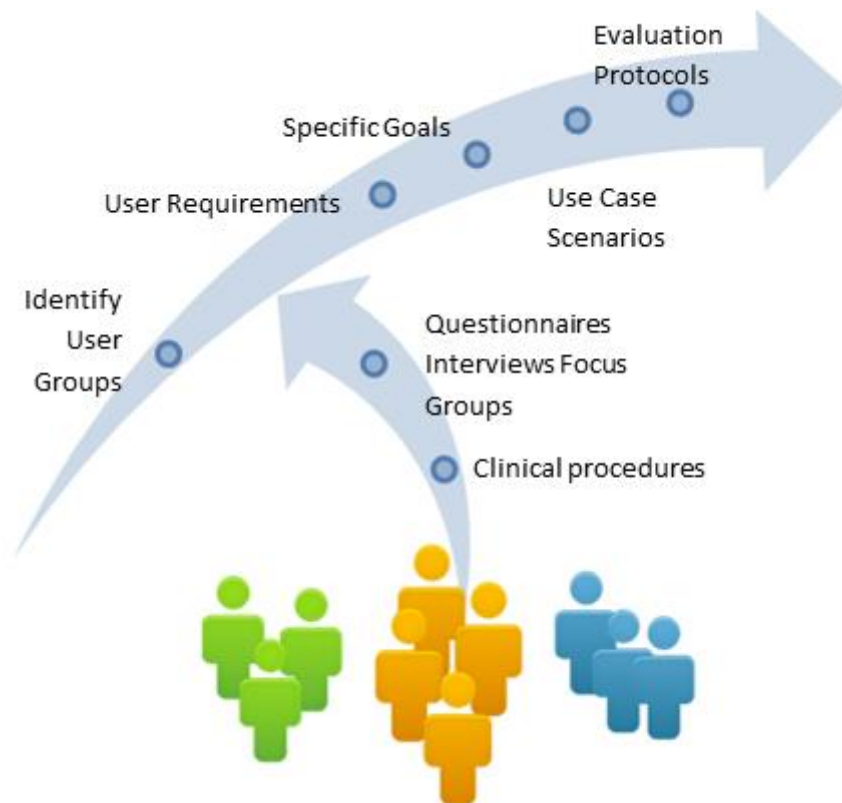 Evaluation
Protocols
Specific Goals
User Requirements
Use Case
Scenarios
Identify
User
Groups
Questionnaires
Interviews Focus
Groups
Clinical procedures